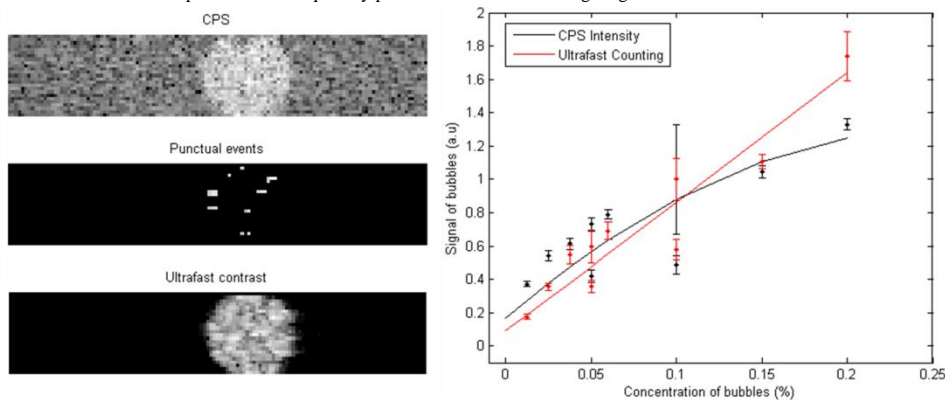 CPS
Punctual events
Ultrafast contrast
CPS Intensity
Ultrafast Counting
Signal of bubbles (a.u)
2
1.8
1.6
1.4
1.2
1
0.8
0.6
0.4
0.2
0
0
0.05
0.1
0.15
0.2
0.25
Concentration of bubbles (%)